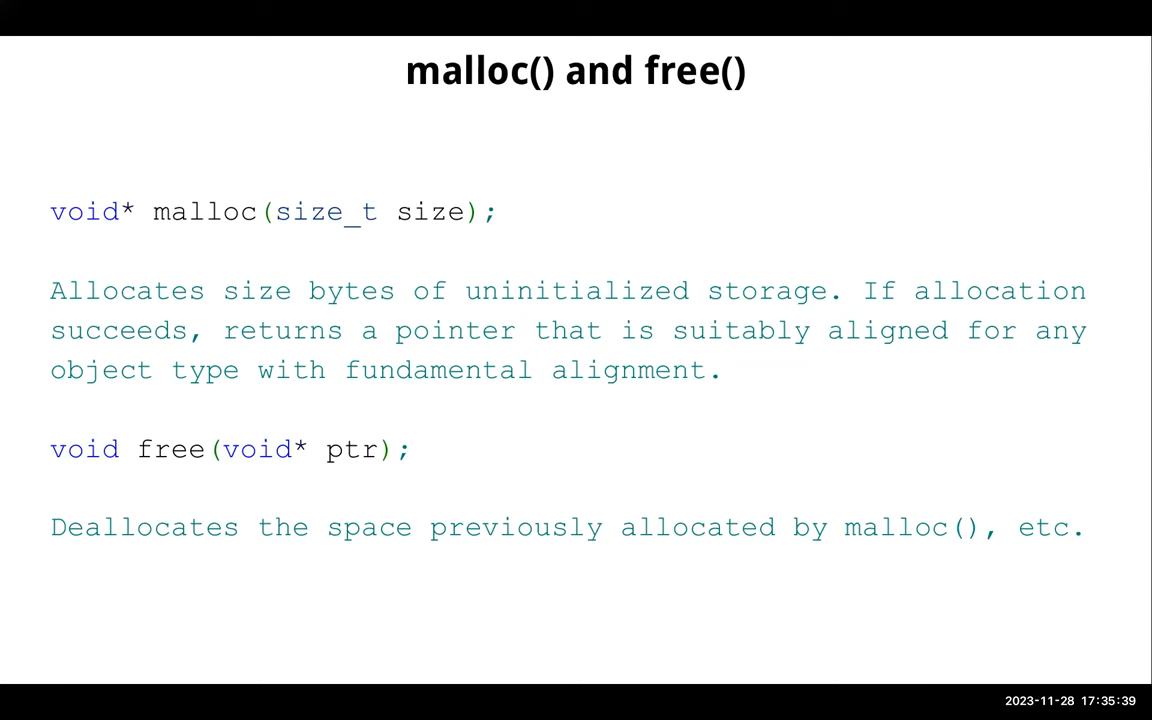 malloc() and free()
void* malloc(size_t size);
Allocates size bytes of uninitialized storage. If allocation
succeeds, returns a pointer that is suitably aligned for any
object type with fundamental alignment.
void free(void* ptr);
Deallocates the space previously allocated by malloc(), etc.
2023-11-28 17:35:39